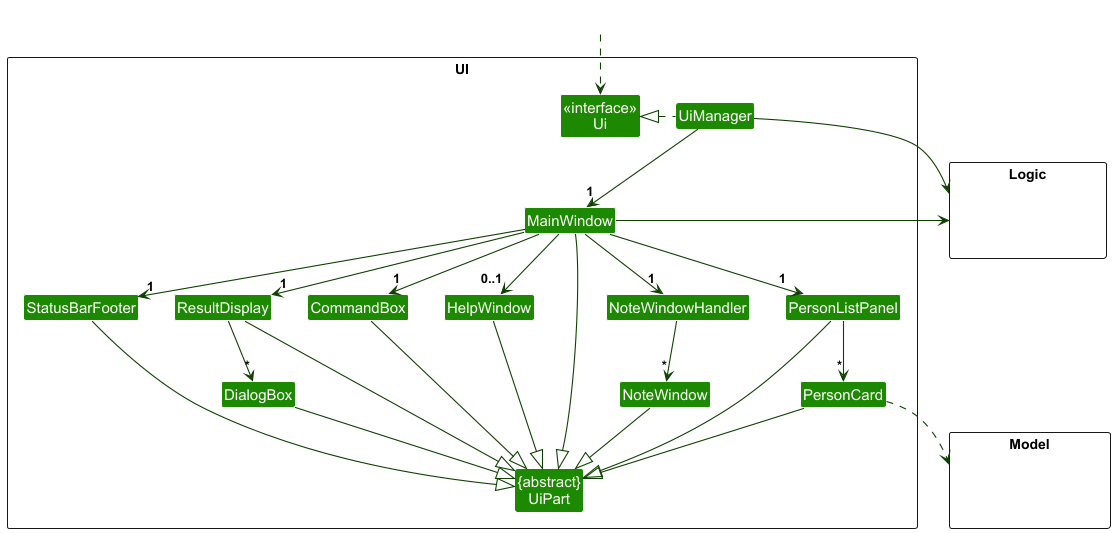 UI
«interface»
Ui
UiManager
Logic
1
MainWindow
1
1
1
0..1
1
1
StatusBarFooter
ResultDisplay
CommandBox
HelpWindow
NoteWindowHandler
PersonListPanel
*
*
*
DialogBox
NoteWindow
PersonCard
Model
{abstract}
UiPart